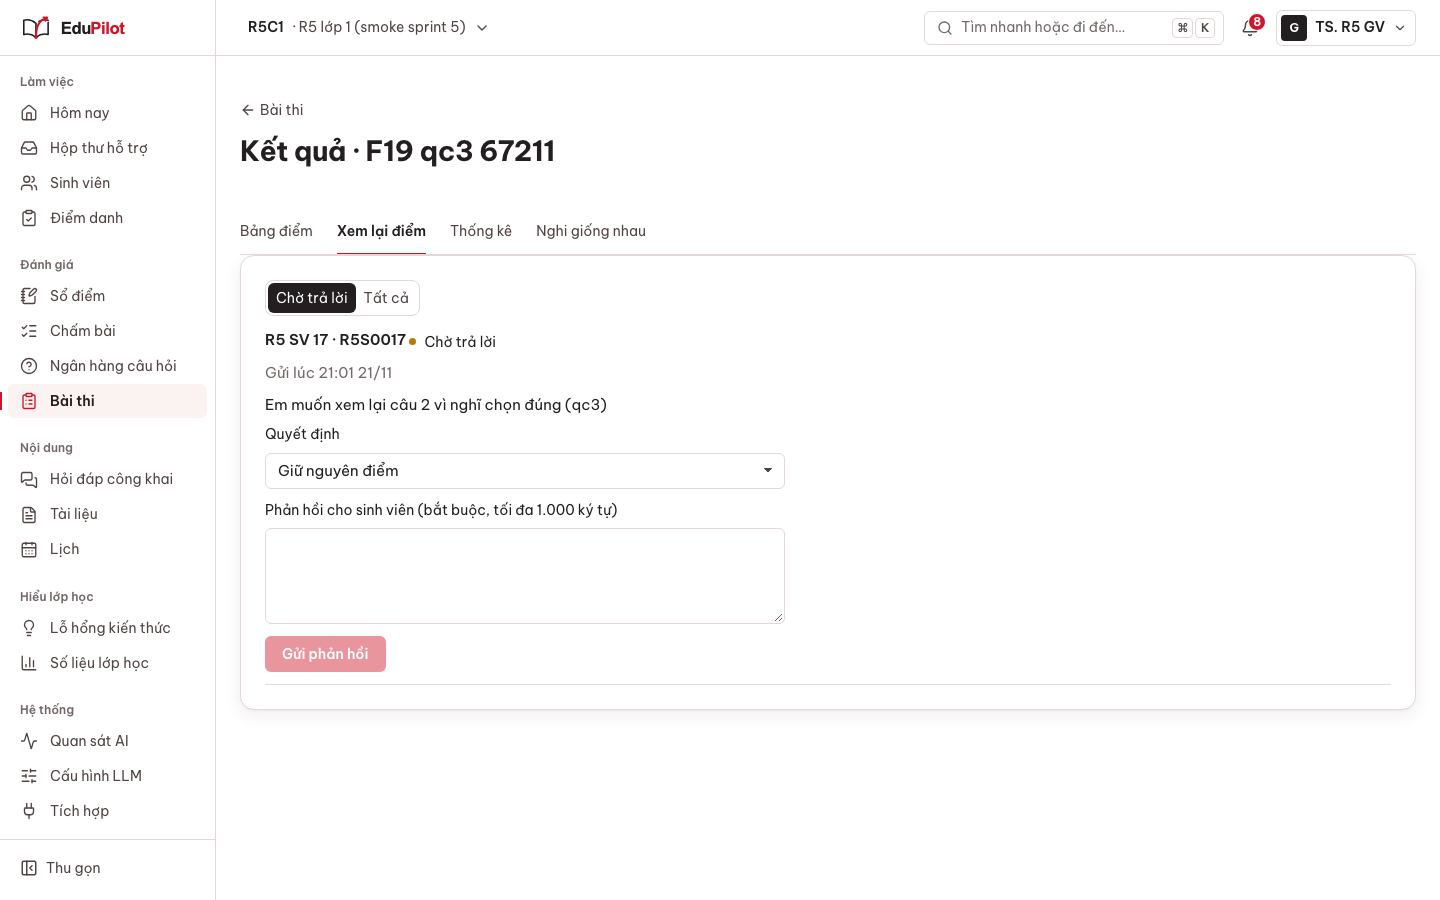 EduPilot
R5C1 · R5 lớp 1 (smoke sprint 5)
Tìm nhanh hoặc đi đến...
⌘ K
8
G TS. R5 GV
Làm việc
Hôm nay
Hộp thư hỗ trợ
Sinh viên
Điểm danh
Đánh giá
Sổ điểm
Chấm bài
Ngân hàng câu hỏi
Bài thi
Nội dung
Hỏi đáp công khai
Tài liệu
Lịch
Hiểu lớp học
Lỗ hổng kiến thức
Số liệu lớp học
Hệ thống
Quan sát AI
Cấu hình LLM
Tích hợp
Thu gọn
Bài thi
Kết quả · F19 qc3 67211
Bảng điểm Xem lại điểm Thống kê Nghi giống nhau
Chờ trả lời Tất cả
R5 SV 17 · R5S0017 Chờ trả lời
Gửi lúc 21:01 21/11
Em muốn xem lại câu 2 vì nghĩ chọn đúng (qc3)
Quyết định
Giữ nguyên điểm
Phản hồi cho sinh viên (bắt buộc, tối đa 1.000 ký tự)
Gửi phản hồi